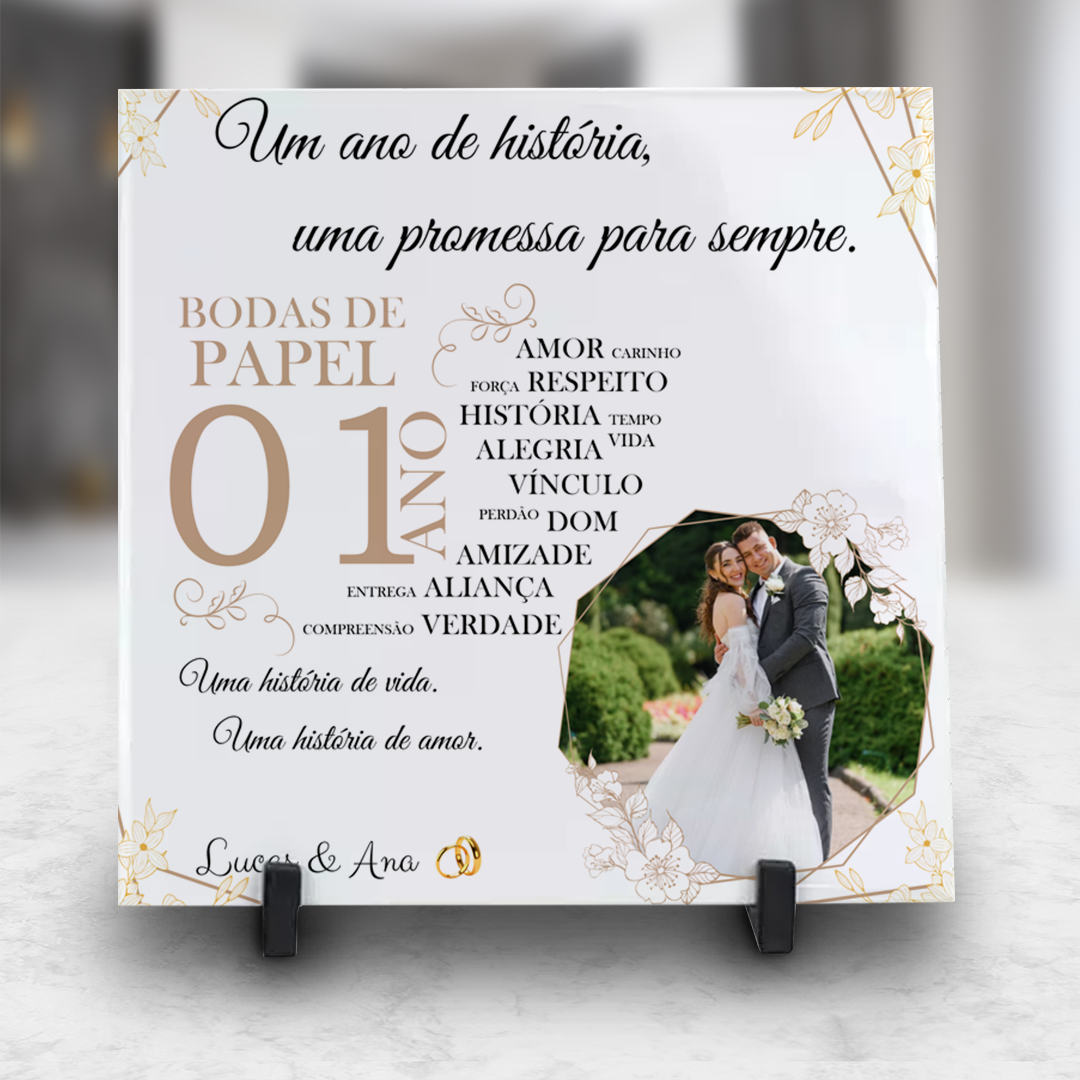 Um ano de história,
uma promessa para sempre.
BODAS DE
PAPEL
01
ANO
AMOR CARINHO
FORÇA RESPEITO
HISTÓRIA TEMPO
ALEGRIA VIDA
VÍNCULO
PERDÃO DOM
AMIZADE
ENTREGA ALIANÇA
COMPREENSÃO VERDADE
Uma história de vida.
Uma história de amor.
Lucas & Ana